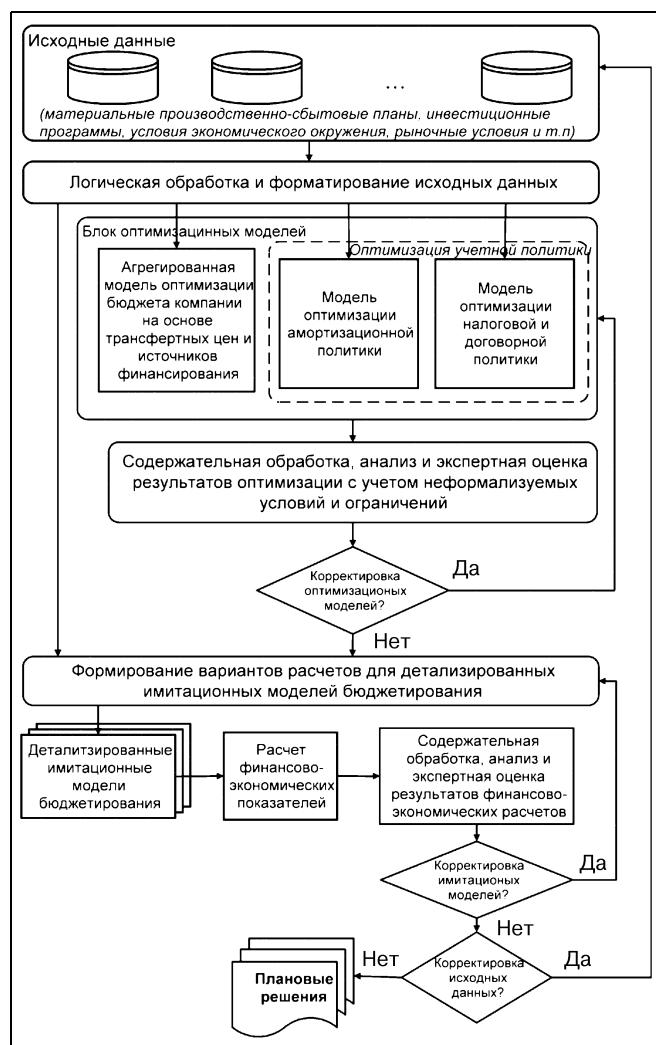 Исходные данные
...
(материальные производственно-сбытовые планы, инвестиционные
программы, условия экономического окружения, рыночные условия и т.п)
Логическая обработка и форматирование исходных данных
Блок оптимизацинных моделей
Оптимизация учетной политики
Агрегированная
модель оптимизации
бюджета компании
на основе
трансфертных цен и
источников
финансирования
Модель
оптимизации
амортизационной
политики
Модель
оптимизации
налоговой и
договорной
политики
Содержательная обработка, анализ и экспертная оценка
результатов оптимизации с учетом неформализуемых
условий и ограничений
Корректировка
оптимизационых
моделей?
Да
Нет
Формирование вариантов расчетов для детализированных
имитационных моделей бюджетирования
Деталитзированные
имитационные
модели
бюджетирования
Расчет
финансово-
экономических
показателей
Содержательная
обработка, анализ и
экспертная оценка
результатов финансово-
экономических расчетов
Корректировка
имитационых
моделей?
Да
Нет
Корректировка
исходных
данных?
Нет
Да
Плановые
решения